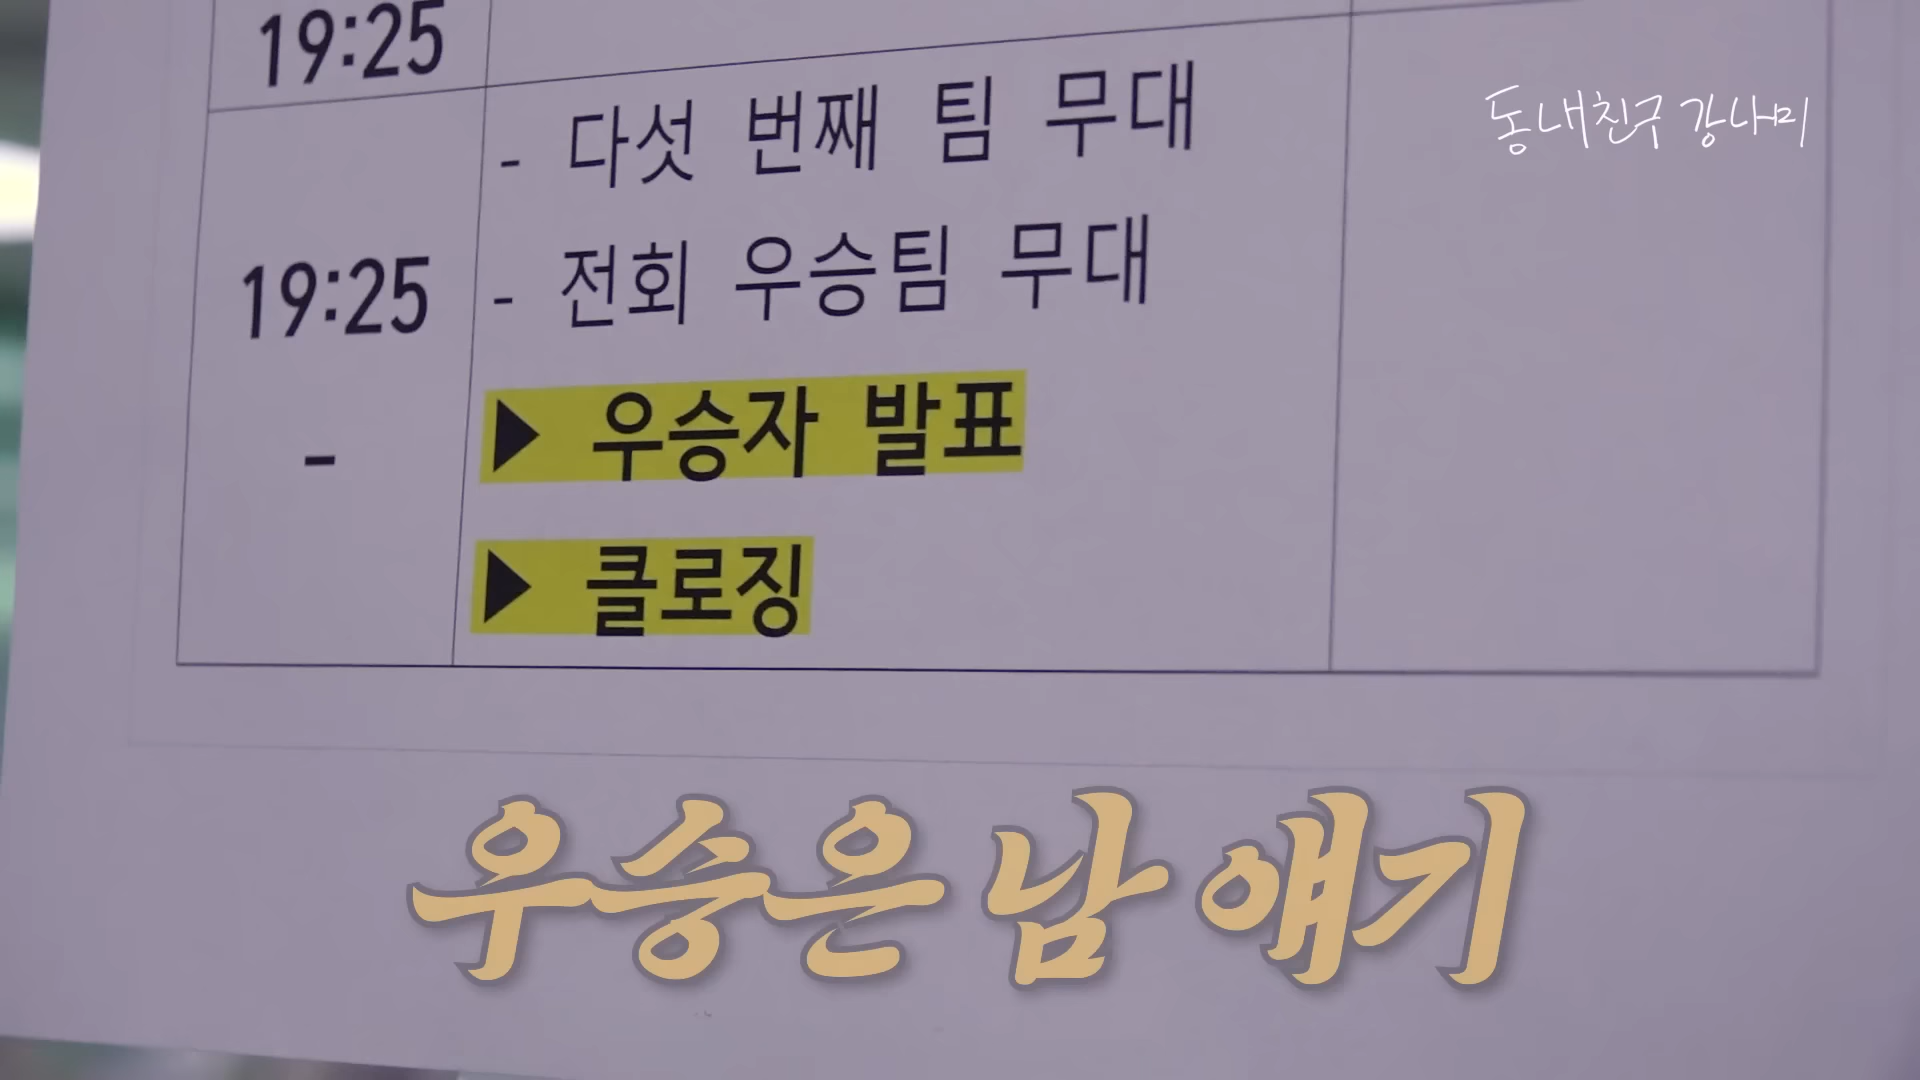 19:25
동네친구 강나미
- 다섯 번째 팀 무대
19:25
- 전회 우승팀 무대
-
▶ 우승자 발표
▶ 클로징
우승은 남 얘기